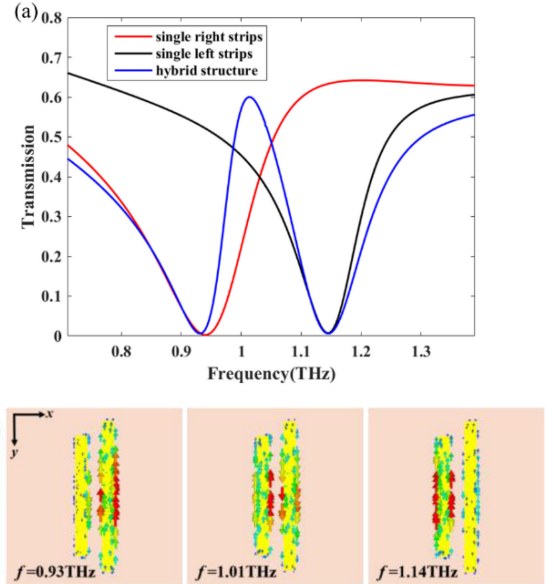 (a)
0.8
0.7
0.6
0.5
0.4
0.3
0.2
0.1
0
Transmission
single right strips
single left strips
hybrid structure
0.8 0.9 1 1.1 1.2 1.3
Frequency(THz)
x
y
f=0.93THz
f=1.01THz
f=1.14THz